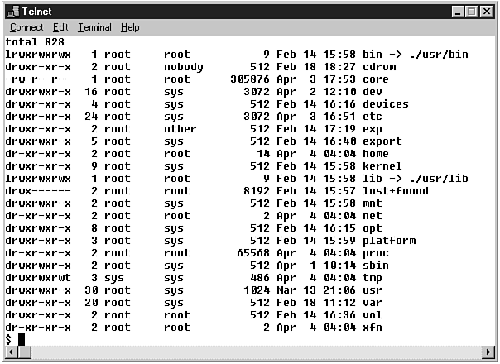 Telnet
Connect Edit Terminal Help
total 828
lrwxrwxrwx 1 root root 9 Feb 14 15:58 bin -> ./usr/bin
drwxr-xr-x 2 root nobody 512 Feb 18 18:27 cdrom
-rw-r--r-- 1 root root 305076 Apr 3 17:53 core
drwxrwxr-x 16 root sys 3072 Apr 2 12:10 dev
drwxrwxr-x 4 root sys 512 Feb 14 16:16 devices
drwxrwxr-x 24 root sys 3072 Apr 3 16:51 etc
drwxrwxr-x 2 root other 512 Feb 14 17:19 exp
drwxrwxr-x 5 root sys 512 Feb 14 16:40 export
dr-xr-xr-x 2 root root 14 Apr 4 04:04 home
drwxr-xr-x 9 root sys 512 Feb 14 15:58 kernel
lrwxrwxrwx 1 root root 9 Feb 14 15:58 lib -> ./usr/lib
drwx------ 2 root root 8192 Feb 14 15:57 lost+found
drwxrwxr-x 2 root sys 512 Feb 14 15:58 mnt
dr-xr-xr-x 2 root root 2 Apr 4 04:04 net
drwxrwxr-x 8 root sys 512 Feb 14 16:15 opt
drwxr-xr-x 3 root sys 512 Feb 14 15:59 platform
dr-xr-xr-x 2 root root 65568 Apr 4 04:04 proc
drwxrwxr-x 2 root sys 512 Apr 1 10:14 sbin
drwxrwxrwt 3 sys sys 486 Apr 4 04:04 tmp
drwxrwxr-x 30 root sys 1024 Mar 13 21:06 usr
drwxr-xr-x 20 root sys 512 Feb 18 11:12 var
drwxr-xr-x 2 root root 512 Feb 14 16:36 vol
dr-xr-xr-x 2 root root 2 Apr 4 04:04 xfn
$